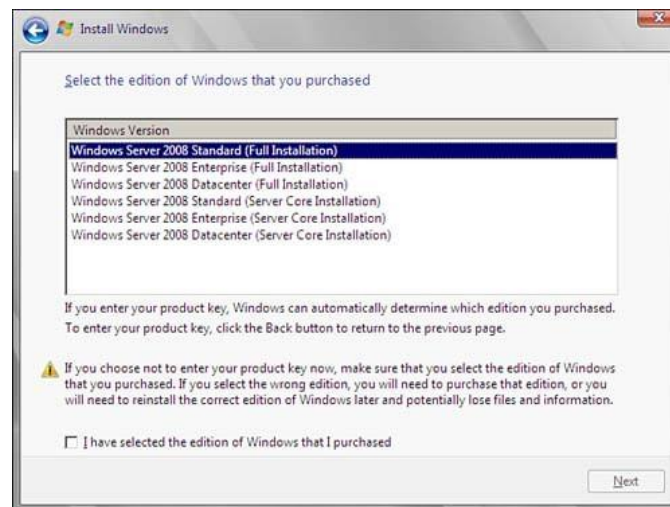 Install Windows
Select the edition of Windows that you purchased
Windows Version
Windows Server 2008 Standard (Full Installation)
Windows Server 2008 Enterprise (Full Installation)
Windows Server 2008 Datacenter (Full Installation)
Windows Server 2008 Standard (Server Core Installation)
Windows Server 2008 Enterprise (Server Core Installation)
Windows Server 2008 Datacenter (Server Core Installation)
If you enter your product key, Windows can automatically determine which edition you purchased.
To enter your product key, click the Back button to return to the previous page.
If you choose not to enter your product key now, make sure that you select the edition of Windows
that you purchased. If you select the wrong edition, you will need to purchase that edition, or you
will need to reinstall the correct edition of Windows later and potentially lose files and information.
I have selected the edition of Windows that I purchased
Next